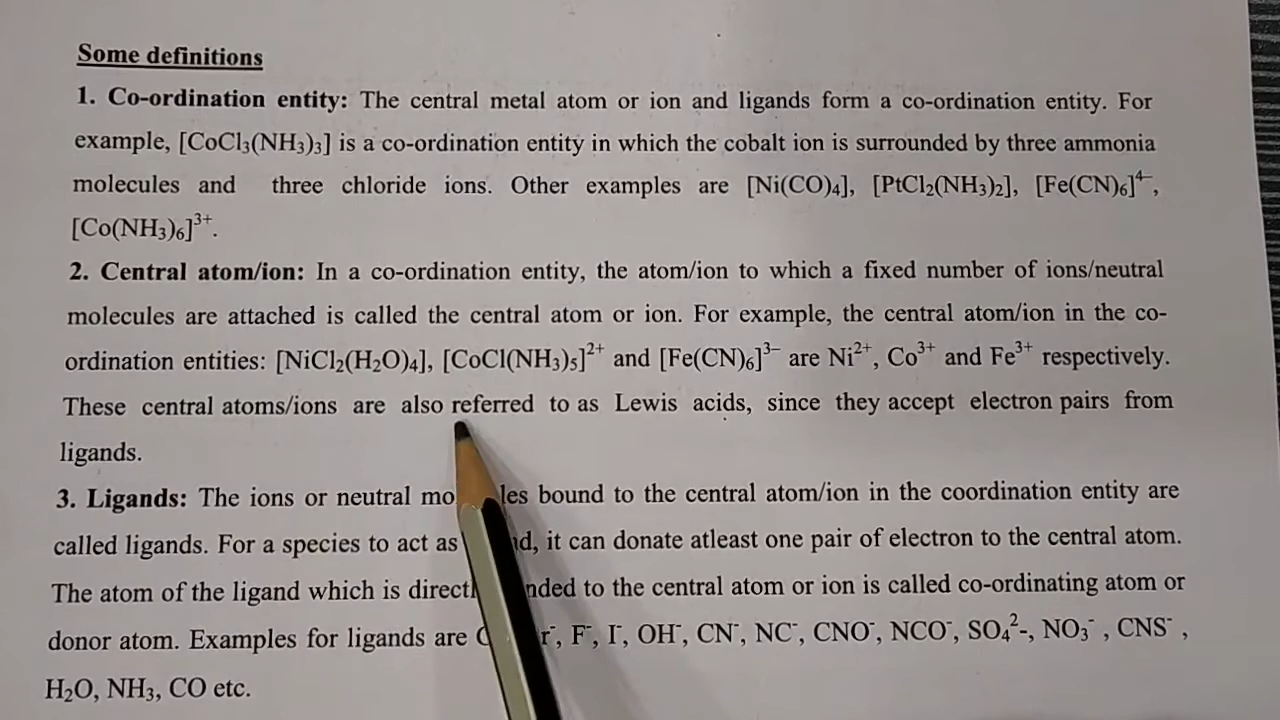 Some definitions
1. Co-ordination entity: The central metal atom or ion and ligands form a co-ordination entity. For
example, [CoCl₃(NH₃)₃] is a co-ordination entity in which the cobalt ion is surrounded by three ammonia
molecules and three chloride ions. Other examples are [Ni(CO)₄], [PtCl₂(NH₃)₂], [Fe(CN)₆]⁴⁻,
[Co(NH₃)₆]³⁺.
2. Central atom/ion: In a co-ordination entity, the atom/ion to which a fixed number of ions/neutral
molecules are attached is called the central atom or ion. For example, the central atom/ion in the co-
ordination entities: [NiCl₂(H₂O)₄], [CoCl(NH₃)₅]²⁺ and [Fe(CN)₆]³⁻ are Ni²⁺, Co³⁺ and Fe³⁺ respectively.
These central atoms/ions are also referred to as Lewis acids, since they accept electron pairs from
ligands.
3. Ligands: The ions or neutral mo les bound to the central atom/ion in the coordination entity are
called ligands. For a species to act as d, it can donate atleast one pair of electron to the central atom.
The atom of the ligand which is direct nded to the central atom or ion is called co-ordinating atom or
donor atom. Examples for ligands are C r⁻, F⁻, I⁻, OH⁻, CN⁻, NC⁻, CNO⁻, NCO⁻, SO₄²-, NO₃⁻ , CNS⁻ ,
H₂O, NH₃, CO etc.